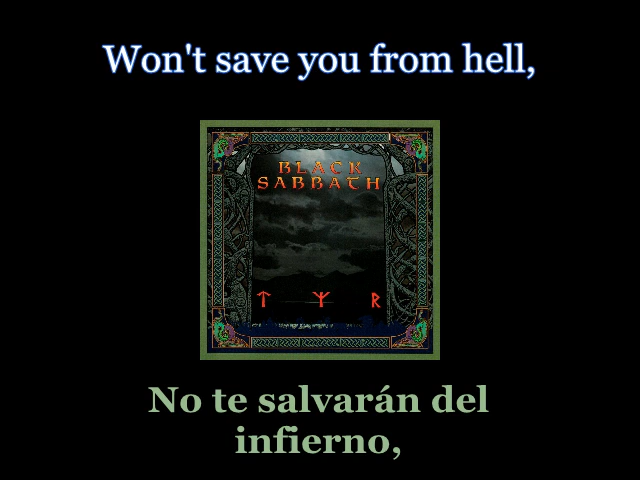 Won't save you from hell,
BLACK
SABBATH
ᛏ ᛉ ᚱ
No te salvarán del
infierno,